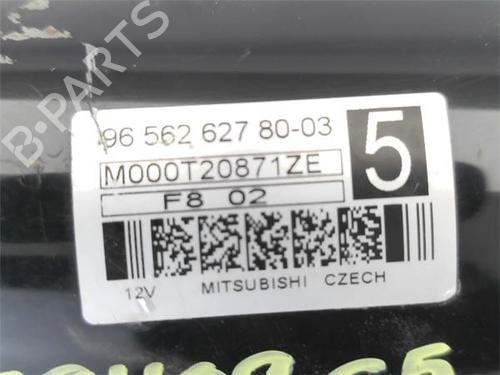 B-PARTS
96 562 627 80-03
5
M000T20871ZE
F8 02
12V MITSUBISHI CZECH